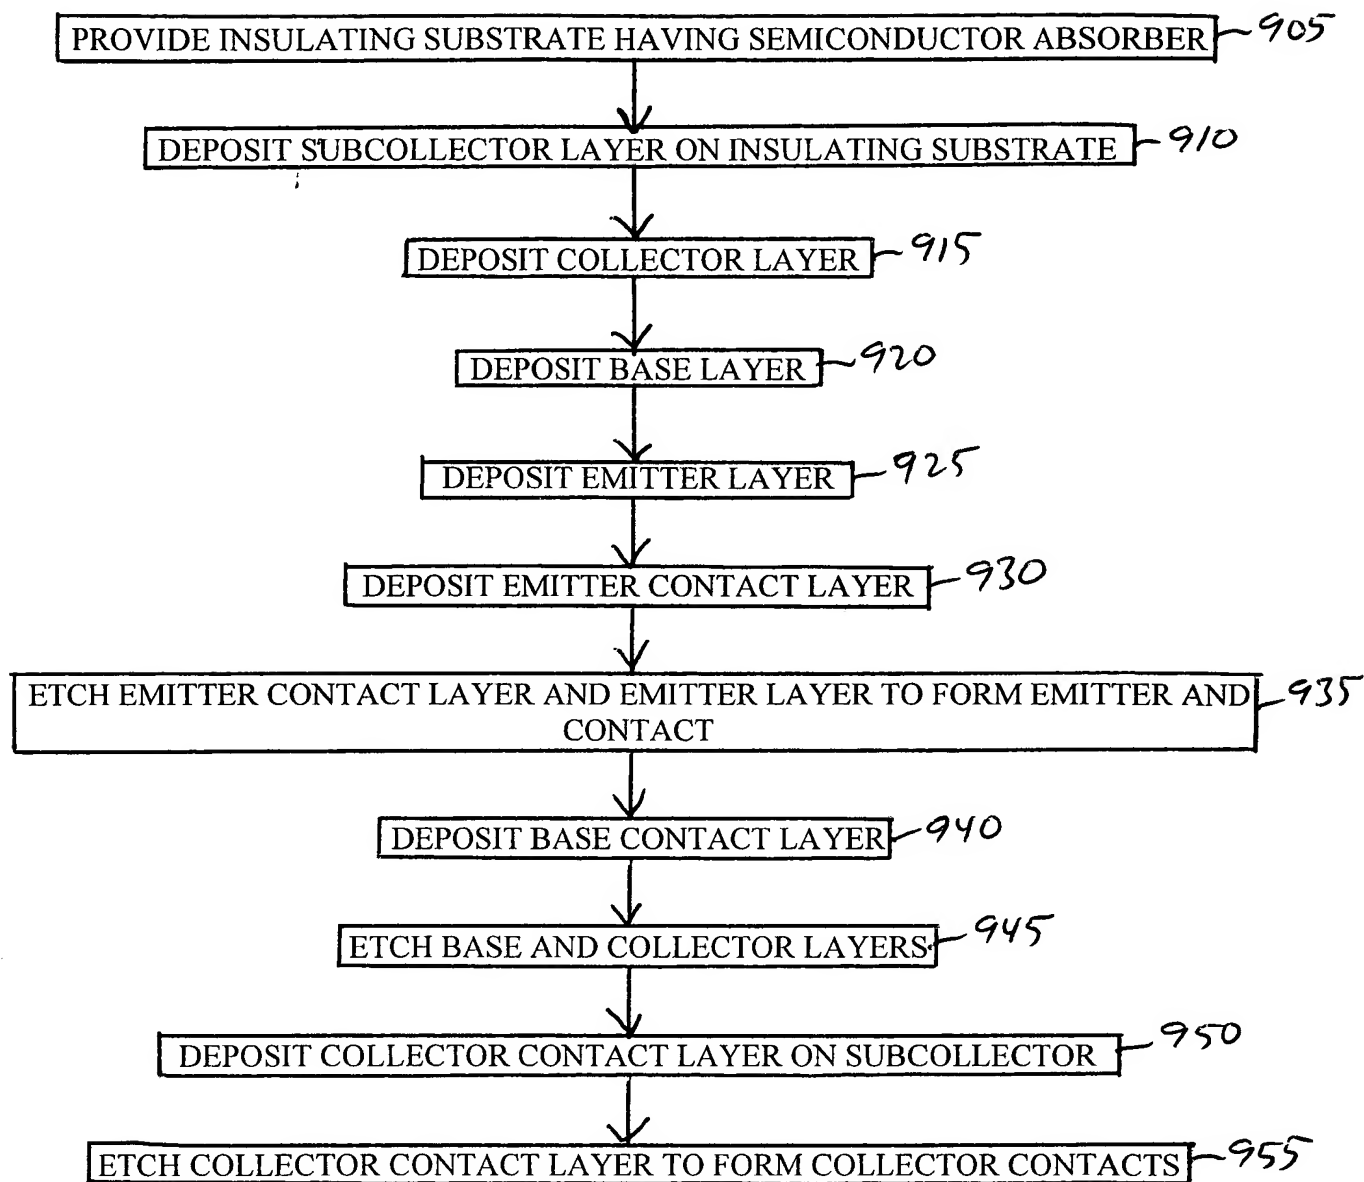 PROVIDE INSULATING SUBSTRATE HAVING SEMICONDUCTOR ABSORBER 905
DEPOSIT SUBCOLLECTOR LAYER ON INSULATING SUBSTRATE 910
DEPOSIT COLLECTOR LAYER 915
DEPOSIT BASE LAYER 920
DEPOSIT EMITTER LAYER 925
DEPOSIT EMITTER CONTACT LAYER 930
ETCH EMITTER CONTACT LAYER AND EMITTER LAYER TO FORM EMITTER AND 935
CONTACT
DEPOSIT BASE CONTACT LAYER 940
ETCH BASE AND COLLECTOR LAYERS 945
DEPOSIT COLLECTOR CONTACT LAYER ON SUBCOLLECTOR 950
ETCH COLLECTOR CONTACT LAYER TO FORM COLLECTOR CONTACTS 955